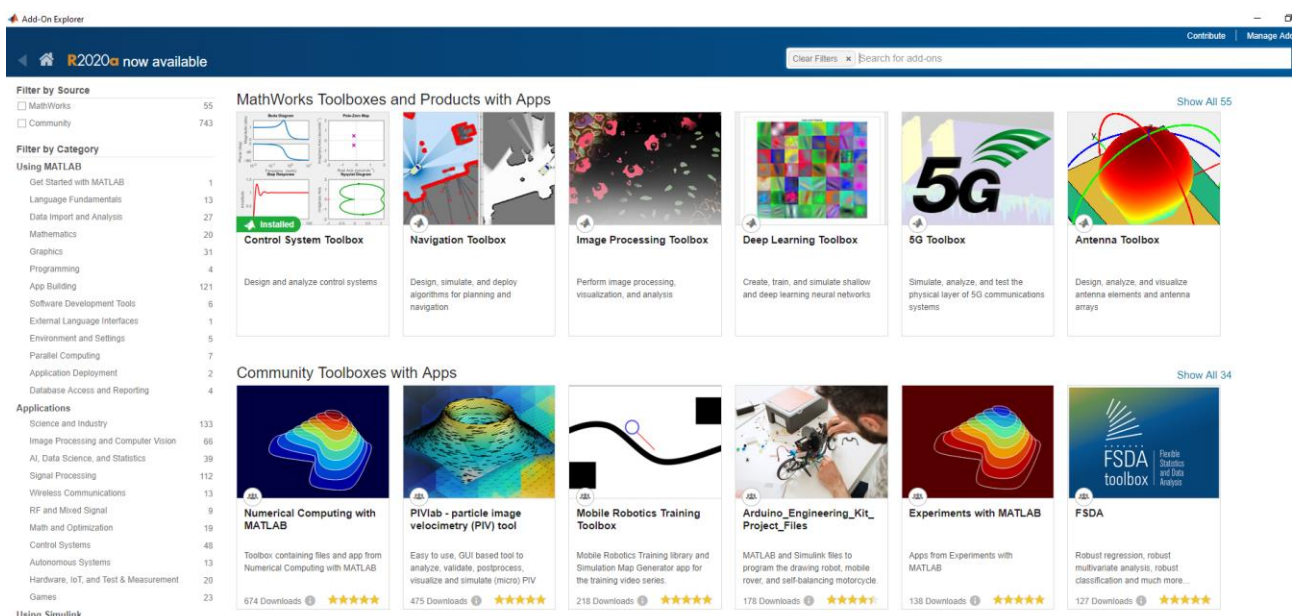 Add-On Explorer
Contribute
Manage Add
R2020a now available
Clear Filters × Search for add-ons
Filter by Source
MathWorks 55
Community 743
Filter by Category
Using MATLAB
Get Started with MATLAB 1
Language Fundamentals 13
Data Import and Analysis 27
Mathematics 20
Graphics 31
Programming 4
App Building 121
Software Development Tools 6
External Language Interfaces 1
Environment and Settings 5
Parallel Computing 7
Application Deployment 2
Database Access and Reporting 4
Applications
Science and Industry 133
Image Processing and Computer Vision 66
AI, Data Science, and Statistics 39
Signal Processing 112
Wireless Communications 13
RF and Mixed Signal 9
Math and Optimization 19
Control Systems 48
Autonomous Systems 13
Hardware, IoT, and Test & Measurement 20
Games 23
Using Simulink
MathWorks Toolboxes and Products with Apps
Show All 55
Bode Diagram
Pole-Zero Map
Step Response
Nyquist Diagram
Installed
Control System Toolbox
Design and analyze control systems
Navigation Toolbox
Design, simulate, and deploy
algorithms for planning and
navigation
Image Processing Toolbox
Perform image processing,
visualization, and analysis
Deep Learning Toolbox
Create, train, and simulate shallow
and deep learning neural networks
5G
5G Toolbox
Simulate, analyze, and test the
physical layer of 5G communications
systems
Antenna Toolbox
Design, analyze, and visualize
antenna elements and antenna
arrays
Community Toolboxes with Apps
Show All 34
Numerical Computing with
MATLAB
Toolbox containing files and app from
Numerical Computing with MATLAB
674 Downloads
PIVlab - particle image
velocimetry (PIV) tool
Easy to use, GUI based tool to
analyze, validate, postprocess,
visualize and simulate (micro) PIV
475 Downloads
Mobile Robotics Training
Toolbox
Mobile Robotics Training library and
Simulation Map Generator app for
the training video series.
218 Downloads
Arduino_Engineering_Kit_
Project_Files
MATLAB and Simulink files to
program the drawing robot, mobile
rover, and self-balancing motorcycle.
178 Downloads
Experiments with MATLAB
Apps from Experiments with
MATLAB
138 Downloads
FSDA
toolbox
Flexible
Statistics
and Data
Analysis
FSDA
Robust regression, robust
multivariate analysis, robust
classification and much more...
127 Downloads